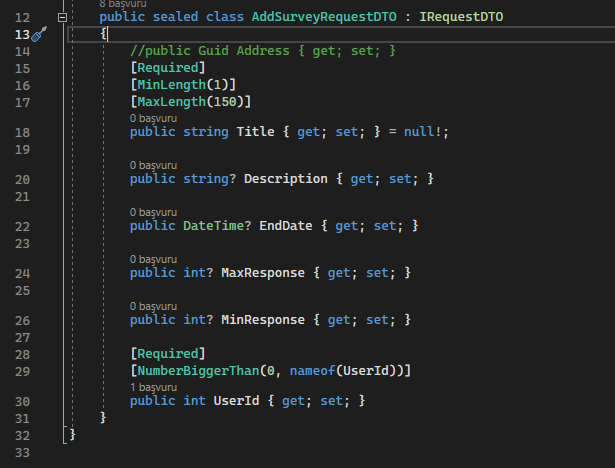 8 başvuru
12 public sealed class AddSurveyRequestDTO : IRequestDTO
13 {
14 //public Guid Address { get; set; }
15 [Required]
16 [MinLength(1)]
17 [MaxLength(150)]
0 başvuru
18 public string Title { get; set; } = null!;
19
0 başvuru
20 public string? Description { get; set; }
21
0 başvuru
22 public DateTime? EndDate { get; set; }
23
0 başvuru
24 public int? MaxResponse { get; set; }
25
0 başvuru
26 public int? MinResponse { get; set; }
27
28 [Required]
29 [NumberBiggerThan(0, nameof(UserId))]
1 başvuru
30 public int UserId { get; set; }
31 }
32 }
33